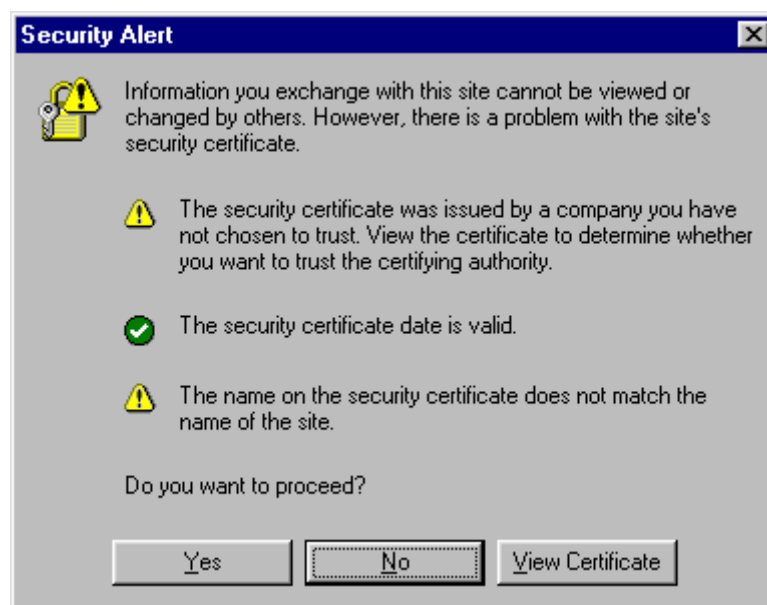 Security Alert
Information you exchange with this site cannot be viewed or
changed by others. However, there is a problem with the site's
security certificate.
The security certificate was issued by a company you have
not chosen to trust. View the certificate to determine whether
you want to trust the certifying authority.
The security certificate date is valid.
The name on the security certificate does not match the
name of the site.
Do you want to proceed?
Yes No View Certificate